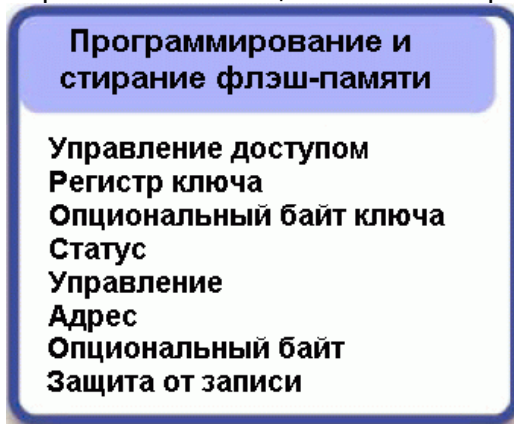 Программирование и
стирание флэш-памяти
Управление доступом
Регистр ключа
Опциональный байт ключа
Статус
Управление
Адрес
Опциональный байт
Защита от записи